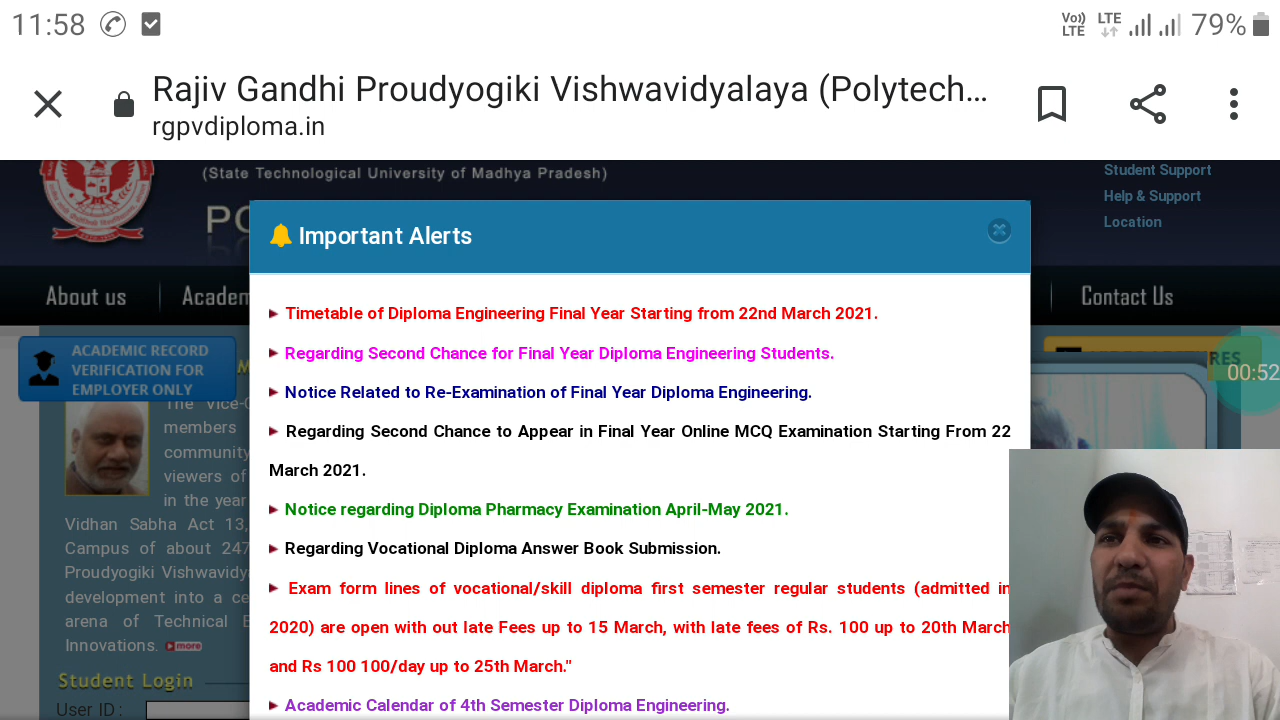 11:58
Vo))
LTE
LTE
79%
Rajiv Gandhi Proudyogiki Vishwavidyalaya (Polytech...
rgpvdiploma.in
(State Technological University of Madhya Pradesh)
Student Support
Help & Support
Location
PO
Important Alerts
About us
Academ
Contact Us
ACADEMIC RECORD
VERIFICATION FOR
EMPLOYER ONLY
RES
00:52
Timetable of Diploma Engineering Final Year Starting from 22nd March 2021.
Regarding Second Chance for Final Year Diploma Engineering Students.
Notice Related to Re-Examination of Final Year Diploma Engineering.
Regarding Second Chance to Appear in Final Year Online MCQ Examination Starting From 22
March 2021.
Notice regarding Diploma Pharmacy Examination April-May 2021.
Regarding Vocational Diploma Answer Book Submission.
Exam form lines of vocational/skill diploma first semester regular students (admitted in
2020) are open with out late Fees up to 15 March, with late fees of Rs. 100 up to 20th March
and Rs 100 100/day up to 25th March."
Academic Calendar of 4th Semester Diploma Engineering.
The Vice-C
members
community
viewers of
in the year
Vidhan Sabha Act 13,
Campus of about 247
Proudyogiki Vishwavidy
development into a ce
arena of Technical E
Innovations. more
Student Login
User ID :